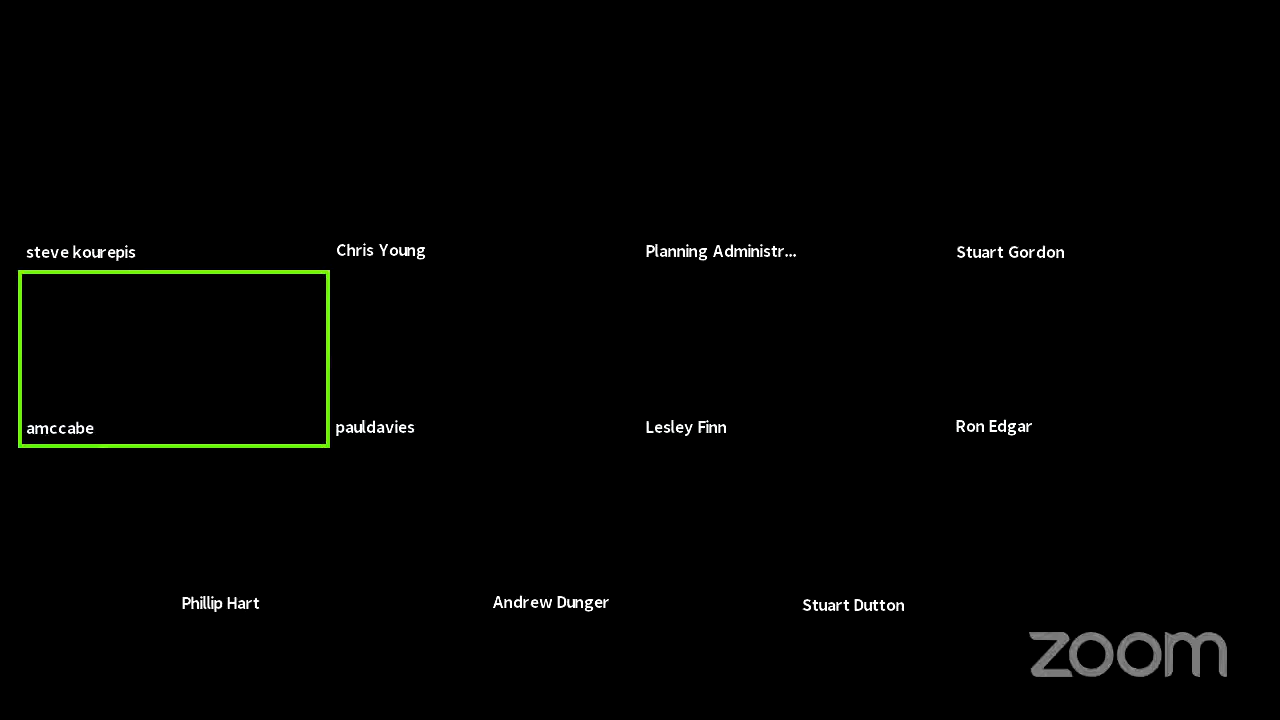 steve kourepis
Chris Young
Planning Administr...
Stuart Gordon
amccabe
pauldavies
Lesley Finn
Ron Edgar
Phillip Hart
Andrew Dunger
Stuart Dutton
zoom